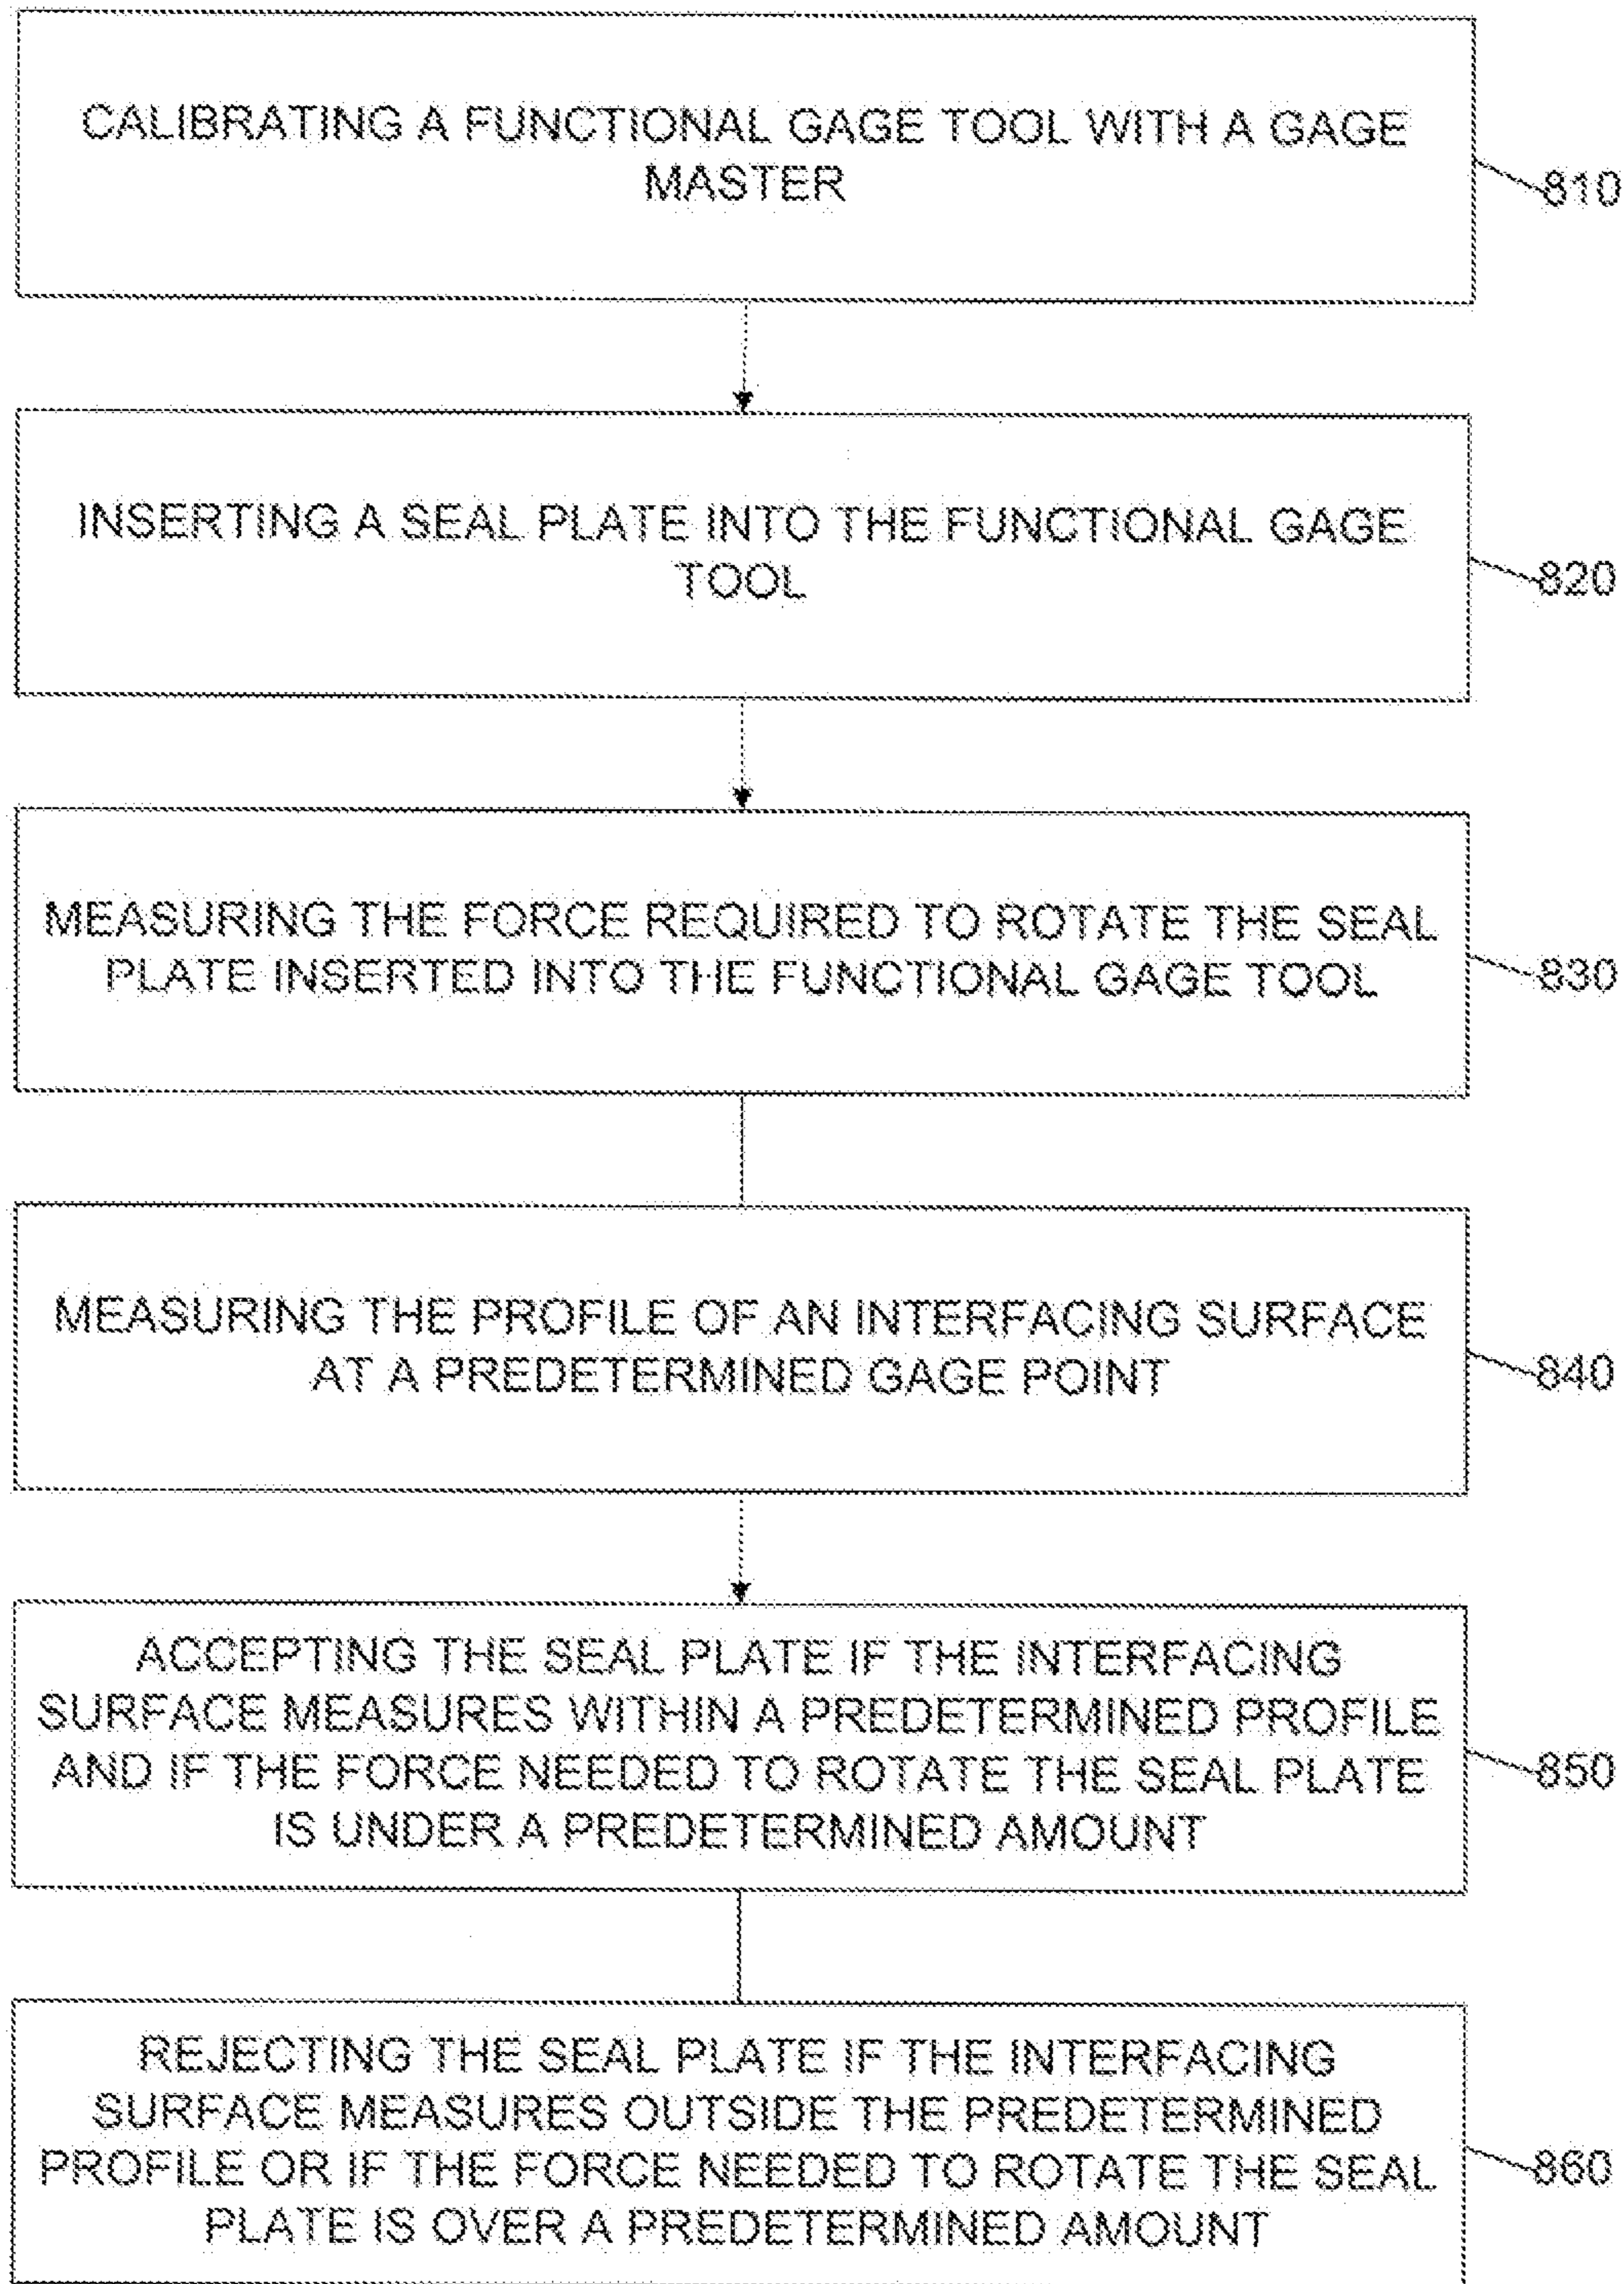 CALIBRATING A FUNCTIONAL GAGE TOOL WITH A GAGE
MASTER
810
INSERTING A SEAL PLATE INTO THE FUNCTIONAL GAGE
TOOL
820
MEASURING THE FORCE REQUIRED TO ROTATE THE SEAL
PLATE INSERTED INTO THE FUNCTIONAL GAGE TOOL
830
MEASURING THE PROFILE OF AN INTERFACING SURFACE
AT A PREDETERMINED GAGE POINT
840
ACCEPTING THE SEAL PLATE IF THE INTERFACING
SURFACE MEASURES WITHIN A PREDETERMINED PROFILE
AND IF THE FORCE NEEDED TO ROTATE THE SEAL PLATE
IS UNDER A PREDETERMINED AMOUNT
850
REJECTING THE SEAL PLATE IF THE INTERFACING
SURFACE MEASURES OUTSIDE THE PREDETERMINED
PROFILE OR IF THE FORCE NEEDED TO ROTATE THE SEAL
PLATE IS OVER A PREDETERMINED AMOUNT
860